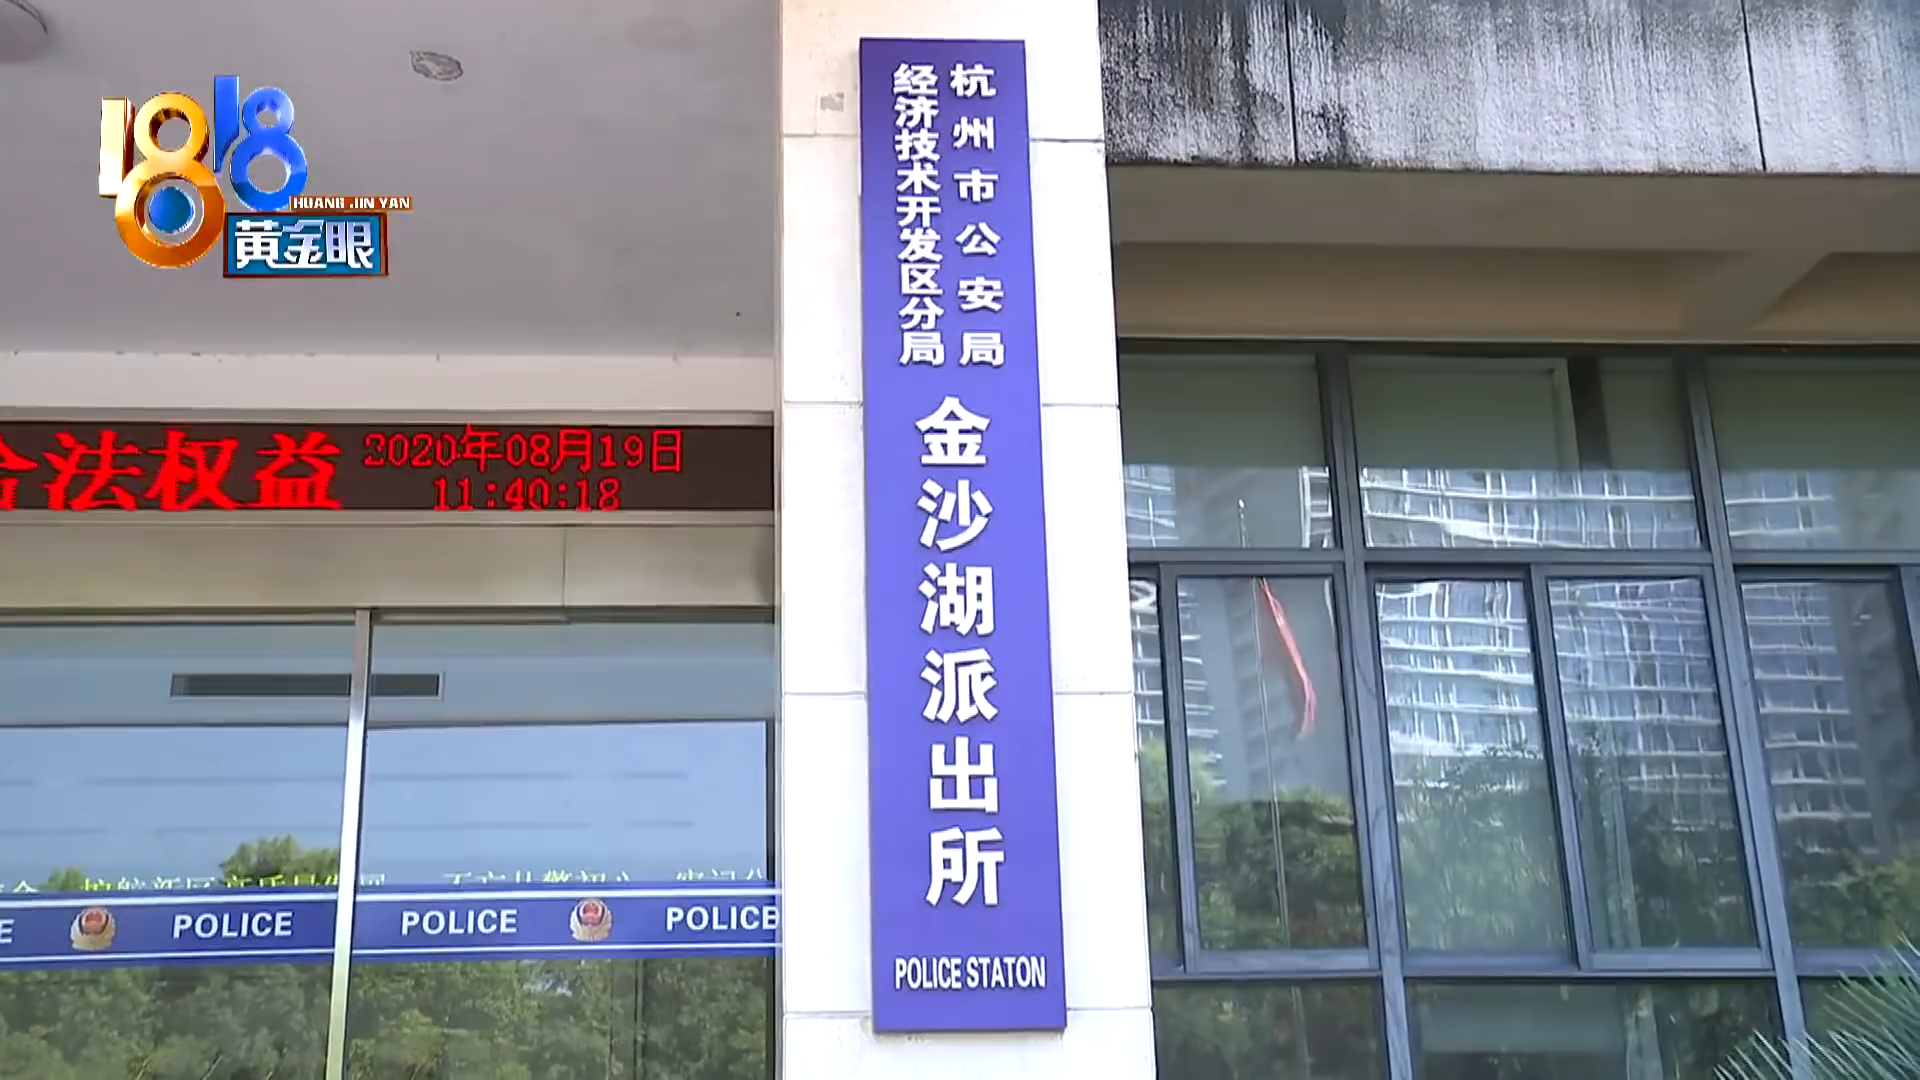 1818
HUANG JIN YAN
黄金眼
合法权益
2020年08月19日
11:40:18
杭州市公安局
经济技术开发区分局
金沙湖派出所
POLICE STATON
POLICE
POLICE
POLICE